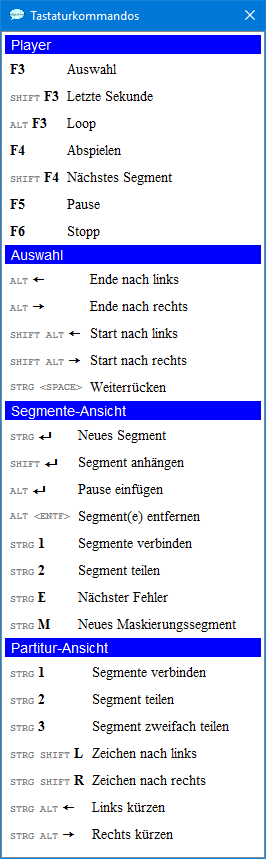 Tastaturkommandos
Player
F3 Auswahl
SHIFT F3 Letzte Sekunde
ALT F3 Loop
F4 Abspielen
SHIFT F4 Nächstes Segment
F5 Pause
F6 Stopp
Auswahl
ALT ← Ende nach links
ALT → Ende nach rechts
SHIFT ALT ← Start nach links
SHIFT ALT → Start nach rechts
STRG <SPACE> Weiterrücken
Segmente-Ansicht
STRG ↵ Neues Segment
SHIFT ↵ Segment anhängen
ALT ↵ Pause einfügen
ALT <ENTF> Segment(e) entfernen
STRG 1 Segmente verbinden
STRG 2 Segment teilen
STRG E Nächster Fehler
STRG M Neues Maskierungssegment
Partitur-Ansicht
STRG 1 Segmente verbinden
STRG 2 Segment teilen
STRG 3 Segment zweifach teilen
STRG SHIFT L Zeichen nach links
STRG SHIFT R Zeichen nach rechts
STRG ALT ← Links kürzen
STRG ALT → Rechts kürzen